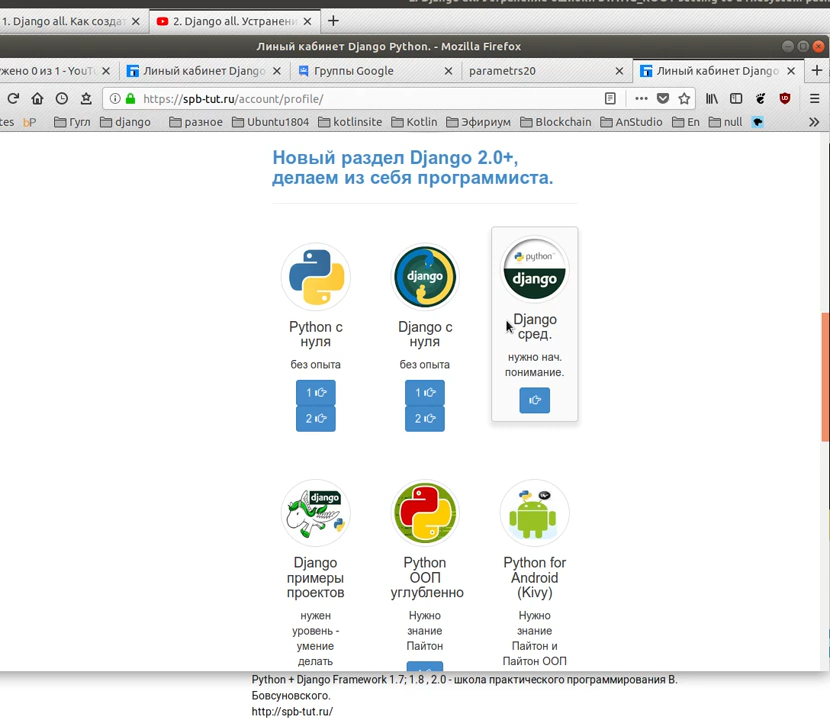 1. Django all. Как создат
2. Django all. Устранени
Линый кабинет Django Python. - Mozilla Firefox
ужено 0 из 1 - YouTu
Линый кабинет Django
Группы Google
parametrs20
Линый кабинет Django
https://spb-tut.ru/account/profile/
tes
bP
Гугл
django
разное
Ubuntu1804
kotlinsite
Kotlin
Эфириум
Blockchain
AnStudio
En
null
Новый раздел Django 2.0+,
делаем из себя программиста.
django
python
django
Python с
нуля
Django с
нуля
Django
сред.
без опыта
без опыта
нужно нач.
понимание.
1
1
2
2
django
Django
примеры
проектов
Python
ООП
углубленно
Python for
Android
(Kivy)
нужен
уровень -
умение
делать
Нужно
знание
Пайтон
Нужно
знание
Пайтон и
Пайтон ООП
Python + Django Framework 1.7; 1.8 , 2.0 - школа практического программирования В.
Бовсуновского.
http://spb-tut.ru/